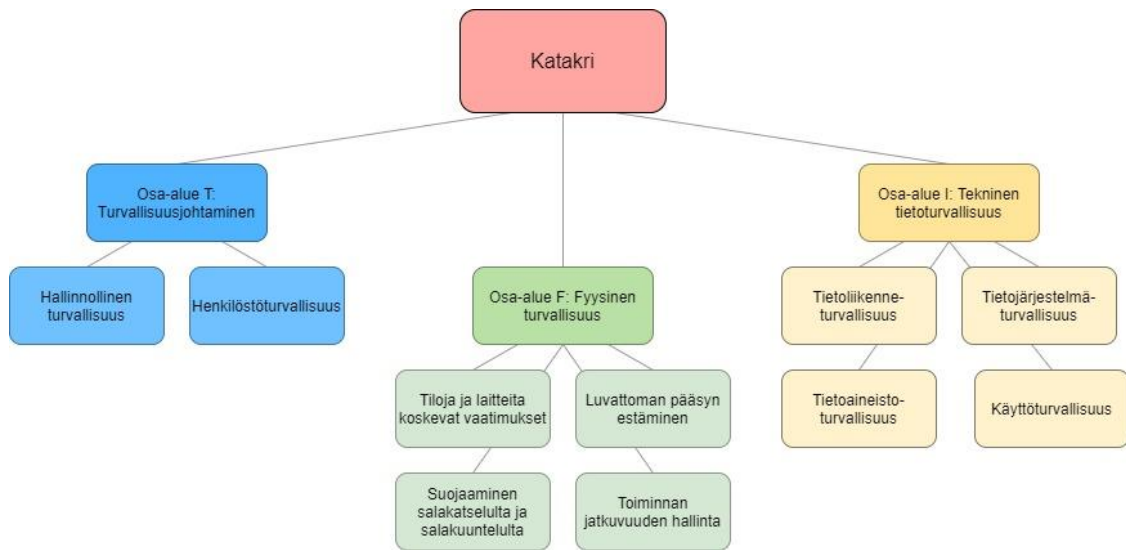 Katakri
Osa-alue T:
Turvallisuusjohtaminen
Osa-alue I: Tekninen
tietoturvallisuus
Hallinnollinen
turvallisuus
Henkilöstöturvallisuus
Osa-alue F: Fyysinen
turvallisuus
Tietoliikenne-
turvallisuus
Tietojärjestelmä-
turvallisuus
Tiloja ja laitteita
koskevat vaatimukset
Luvattoman pääsyn
estäminen
Tietoaineisto-
turvallisuus
Käyttöturvallisuus
Suojaaminen
salakatselulta ja
salakuuntelulta
Toiminnan
jatkuvuuden hallinta